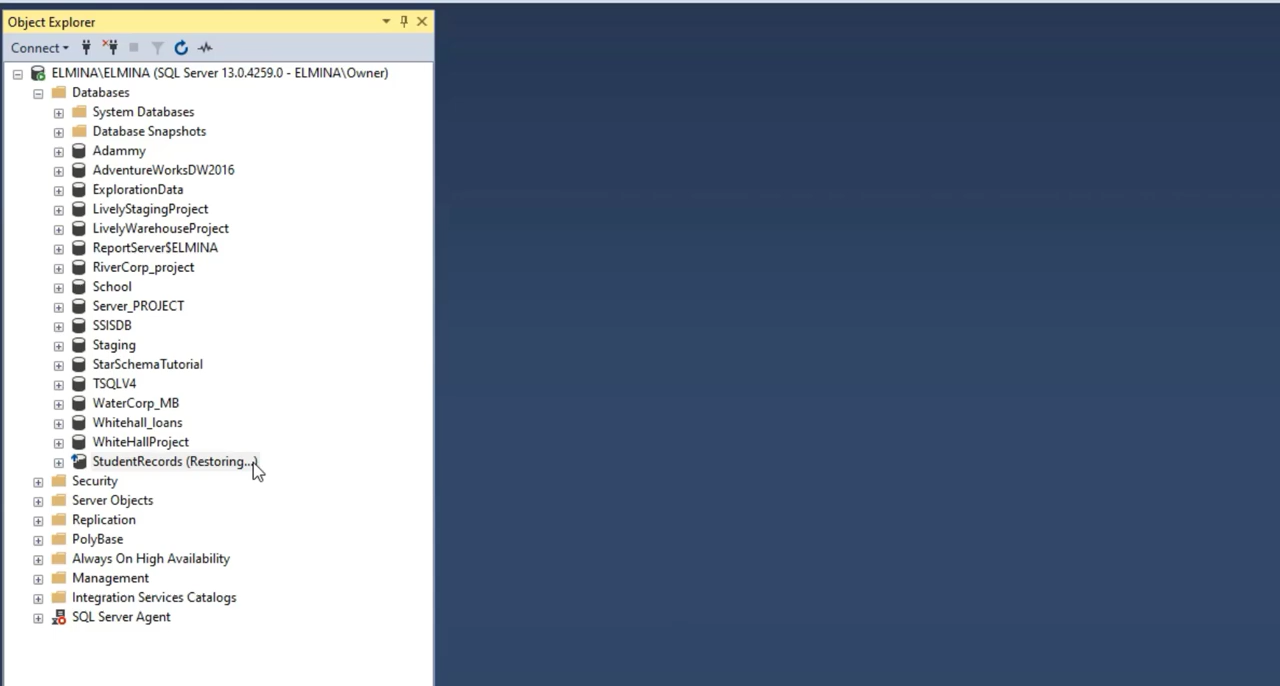 Object Explorer
Connect
ELMINA\ELMINA (SQL Server 13.0.4259.0 - ELMINA\Owner)
Databases
System Databases
Database Snapshots
Adammy
AdventureWorksDW2016
ExplorationData
LivelyStagingProject
LivelyWarehouseProject
ReportServer$ELMINA
RiverCorp_project
School
Server_PROJECT
SSISDB
Staging
StarSchemaTutorial
TSQLV4
WaterCorp_MB
Whitehall_loans
WhiteHallProject
StudentRecords (Restoring...)
Security
Server Objects
Replication
PolyBase
Always On High Availability
Management
Integration Services Catalogs
SQL Server Agent